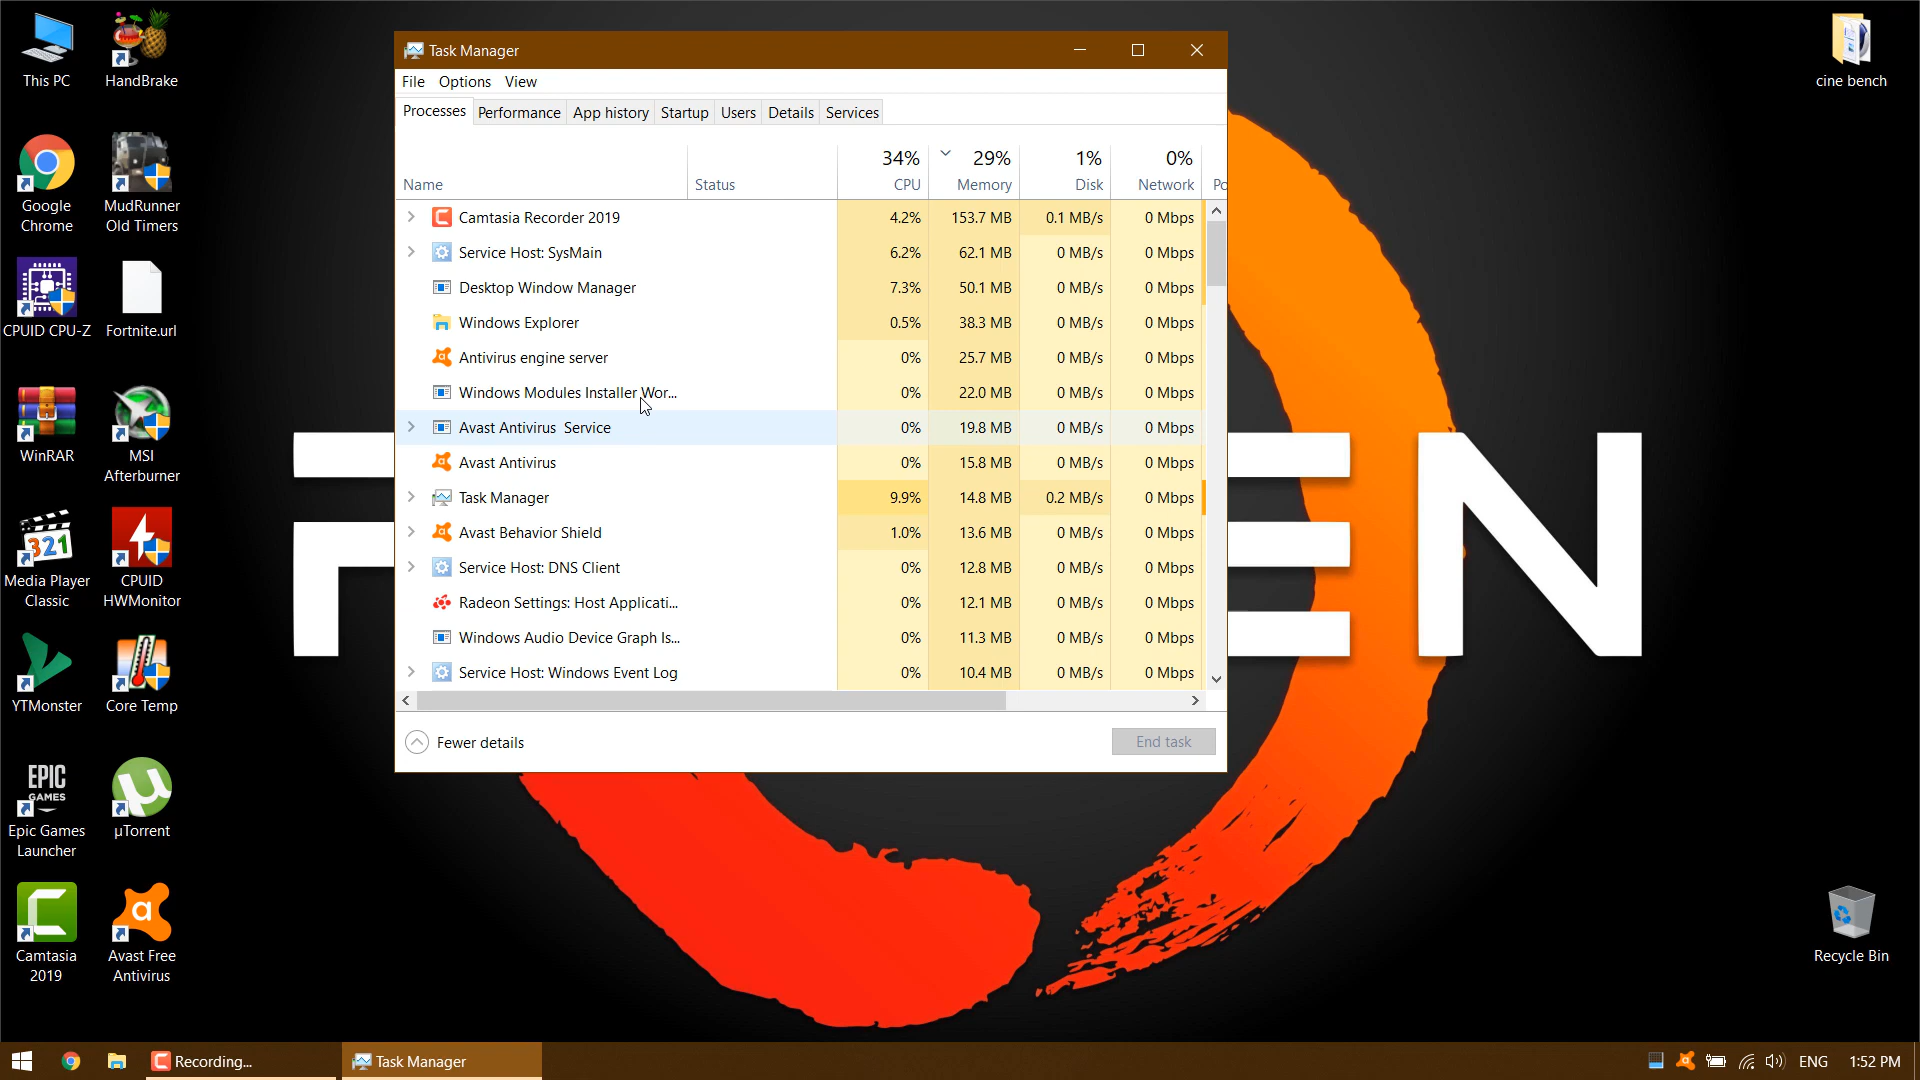 This PC
HandBrake
Google
Chrome
MudRunner
Old Timers
CPUID CPU-Z
Fortnite.url
WinRAR
MSI
Afterburner
321
Media Player
Classic
CPUID
HWMonitor
YTMonster
Core Temp
EPIC
GAMES
Epic Games
Launcher
µTorrent
Camtasia
2019
Avast Free
Antivirus
cine bench
Recycle Bin
Task Manager
File Options View
Processes Performance App history Startup Users Details Services
34% 29% 1% 0%
Name Status CPU Memory Disk Network Po
Camtasia Recorder 2019 4.2% 153.7 MB 0.1 MB/s 0 Mbps
Service Host: SysMain 6.2% 62.1 MB 0 MB/s 0 Mbps
Desktop Window Manager 7.3% 50.1 MB 0 MB/s 0 Mbps
Windows Explorer 0.5% 38.3 MB 0 MB/s 0 Mbps
Antivirus engine server 0% 25.7 MB 0 MB/s 0 Mbps
Windows Modules Installer Wor... 0% 22.0 MB 0 MB/s 0 Mbps
Avast Antivirus Service 0% 19.8 MB 0 MB/s 0 Mbps
Avast Antivirus 0% 15.8 MB 0 MB/s 0 Mbps
Task Manager 9.9% 14.8 MB 0.2 MB/s 0 Mbps
Avast Behavior Shield 1.0% 13.6 MB 0 MB/s 0 Mbps
Service Host: DNS Client 0% 12.8 MB 0 MB/s 0 Mbps
Radeon Settings: Host Applicati... 0% 12.1 MB 0 MB/s 0 Mbps
Windows Audio Device Graph Is... 0% 11.3 MB 0 MB/s 0 Mbps
Service Host: Windows Event Log 0% 10.4 MB 0 MB/s 0 Mbps
Fewer details End task
EN
Recording... Task Manager ENG 1:52 PM